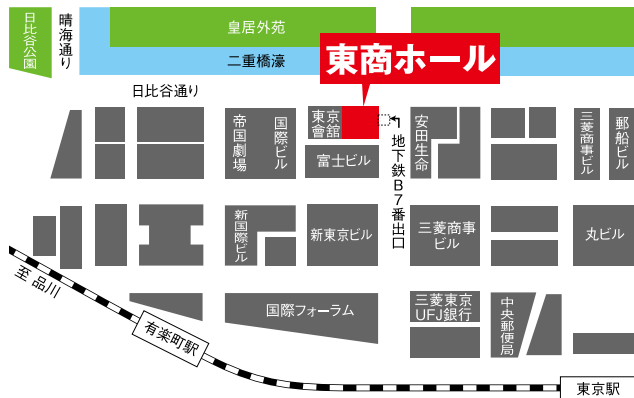 日比谷公園
晴海通り
皇居外苑
二重橋濠
東商ホール
日比谷通り
帝国劇場
国際ビル
東京
會舘
富士ビル
地下鉄B7番出口
安田生命
三菱商事ビル
郵船ビル
新国際ビル
新東京ビル
三菱商事
ビル
丸ビル
至 品川
有楽町駅
国際フォーラム
三菱東京
UFJ銀行
中央郵便局
東京駅